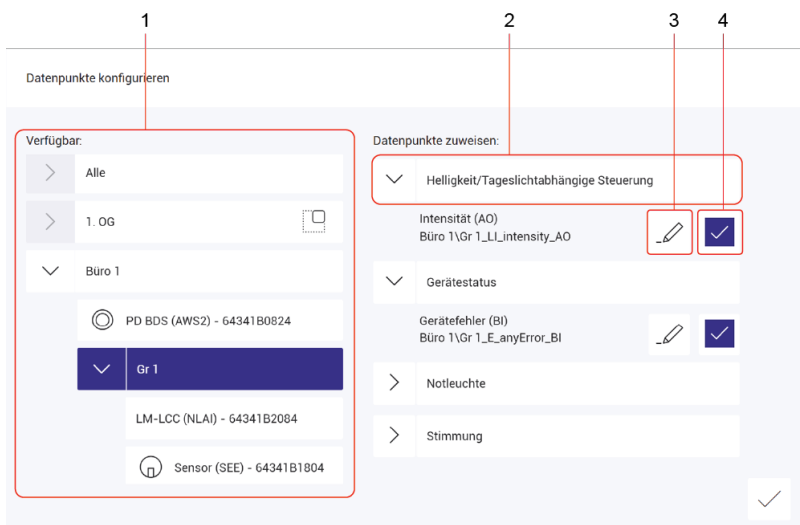 1
2
3
4
Datenpunkte konfigurieren
Verfügbar:
Alle
1. OG
Büro 1
PD BDS (AWS2) - 64341B0824
Gr 1
LM-LCC (NLAI) - 64341B2084
Sensor (SEE) - 64341B1804
Datenpunkte zuweisen:
Helligkeit/Tageslichtabhängige Steuerung
Intensität (AO)
Büro 1\Gr 1_LI_intensity_AO
Gerätestatus
Gerätefehler (BI)
Büro 1\Gr 1_E_anyError_BI
Notleuchte
Stimmung